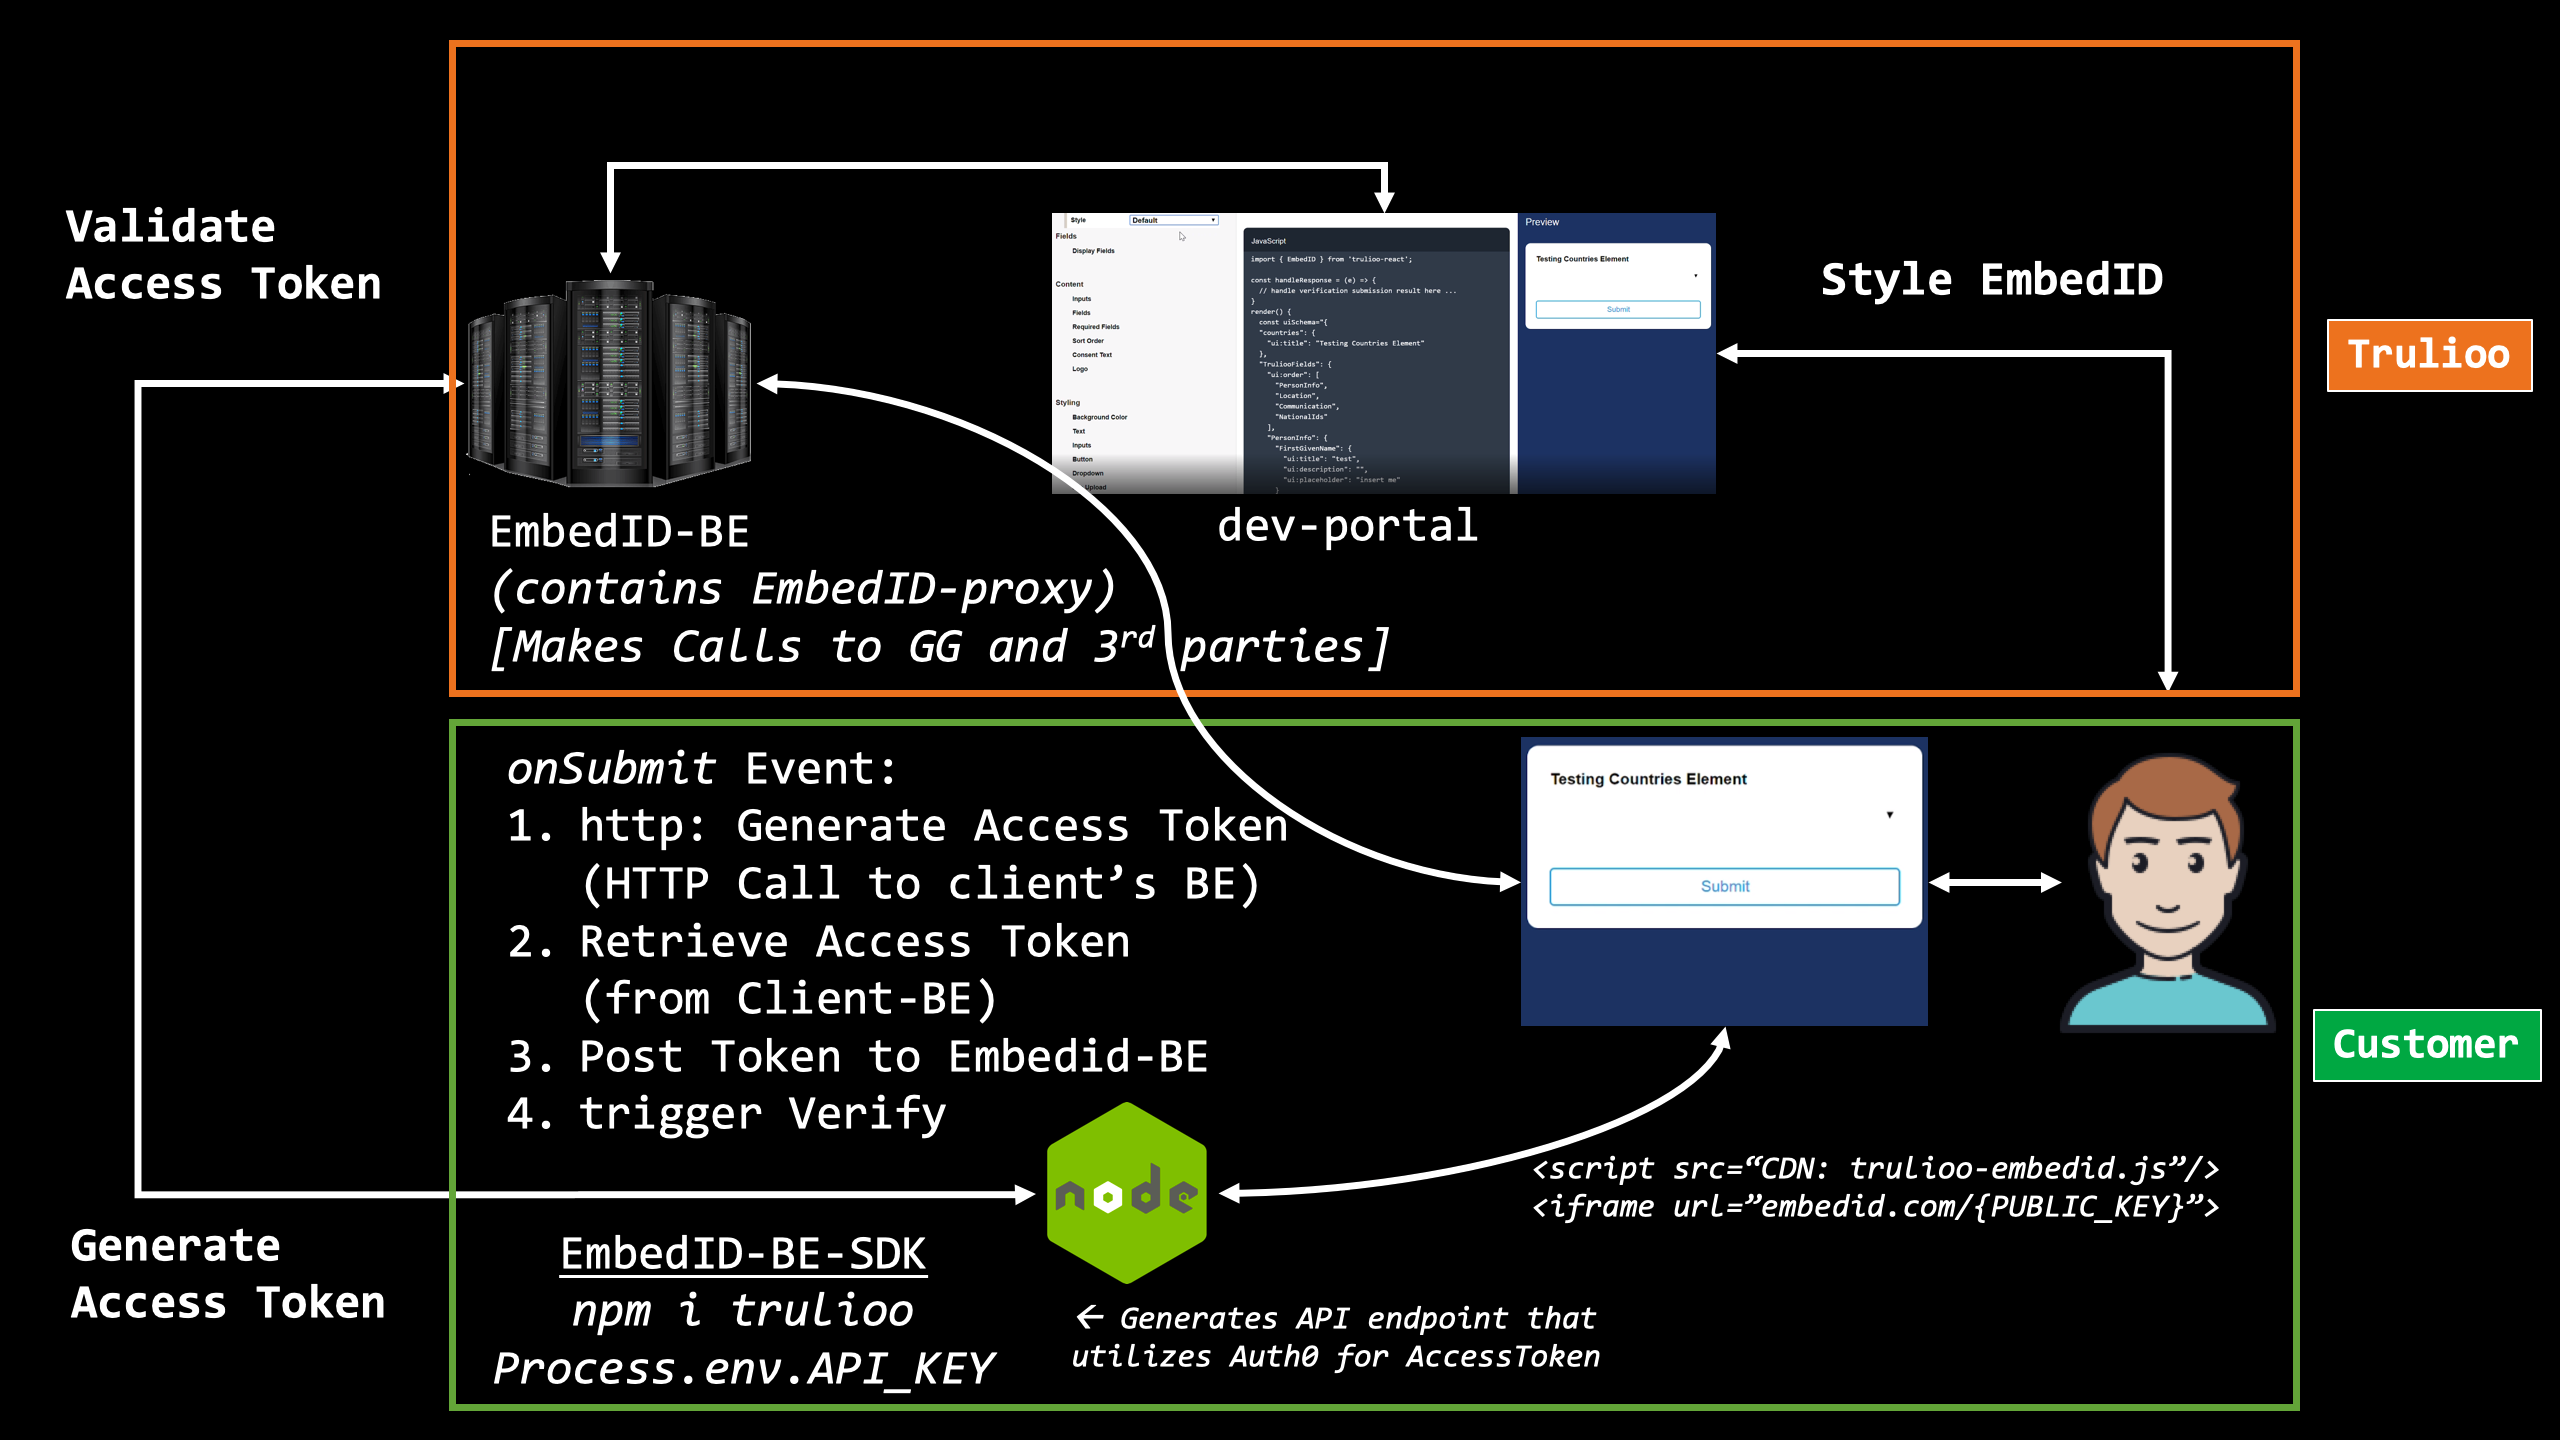 Validate
Access Token
Style
Default
Fields
Display Fields
Content
Inputs
Fields
Required Fields
Sort Order
Consent Text
Logo
Styling
Background Color
Text
Inputs
Button
Dropdown
Upload
JavaScript
import { EmbedID } from 'trulioo-react';
const handleResponse = (e) => {
// handle verification submission result here ...
}
render() {
const uiSchema="{
"countries": {
"ui:title": "Testing Countries Element"
},
"TruliooFields": {
"ui:order": [
"PersonInfo",
"Location",
"Communication",
"NationalIds"
],
"PersonInfo": {
"FirstGivenName": {
"ui:title": "test",
"ui:description": "",
"ui:placeholder": "insert me"
}
Preview
Testing Countries Element
Submit
Style EmbedID
Trulioo
EmbedID-BE
(contains EmbedID-proxy)
[Makes Calls to GG and 3rd parties]
dev-portal
onSubmit Event:
1. http: Generate Access Token
(HTTP Call to client’s BE)
2. Retrieve Access Token
(from Client-BE)
3. Post Token to Embedid-BE
4. trigger Verify
Testing Countries Element
Submit
Customer
node
<script src=“CDN: trulioo-embedid.js”/>
<iframe url=”embedid.com/{PUBLIC_KEY}”>
Generate
Access Token
EmbedID-BE-SDK
npm i trulioo
Process.env.API_KEY
← Generates API endpoint that
utilizes Auth0 for AccessToken